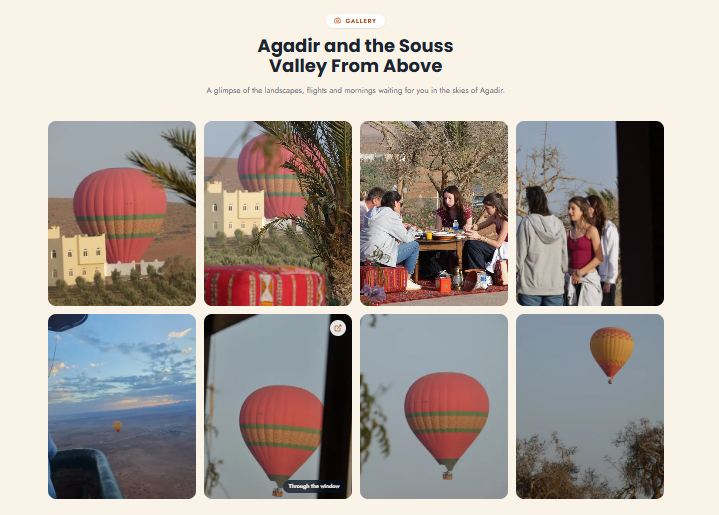 GALLERY
Agadir and the Souss
Valley From Above
A glimpse of the landscapes, flights and mornings waiting for you in the skies of Agadir.
Through the window